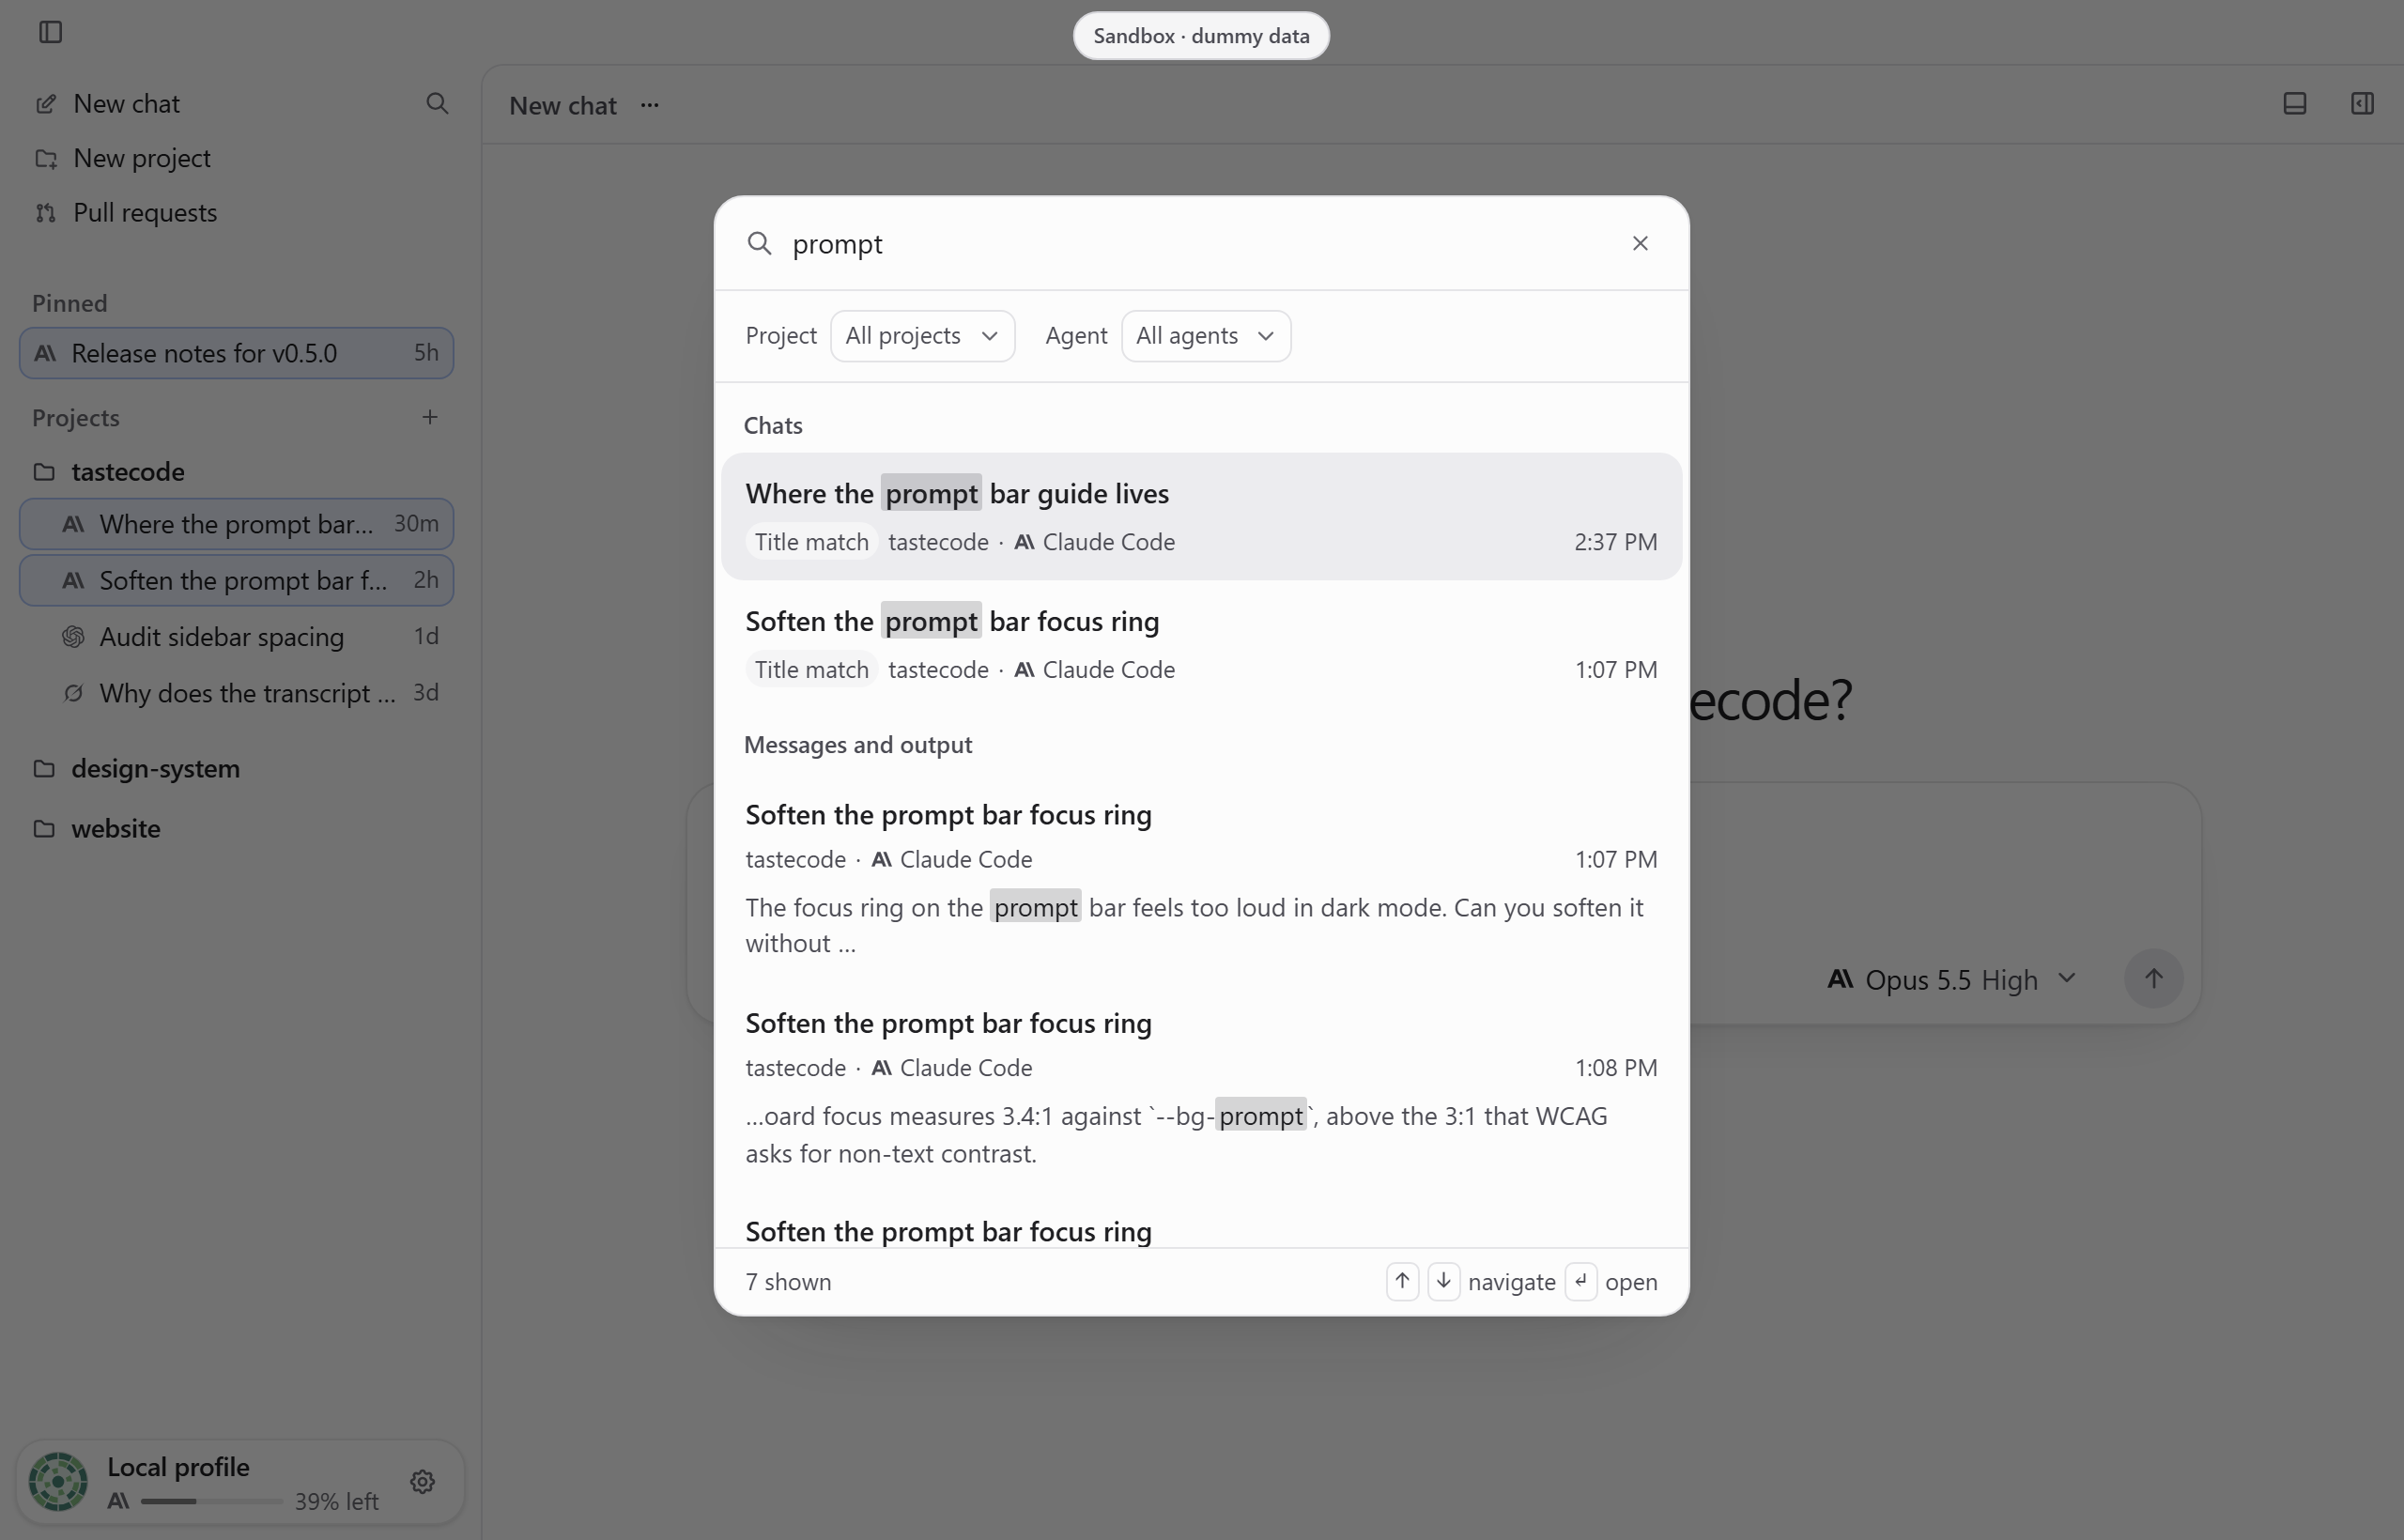 Sandbox · dummy data
New chat
New project
Pull requests
Pinned
Release notes for v0.5.0 5h
Projects
tastecode
Where the prompt bar... 30m
Soften the prompt bar f... 2h
Audit sidebar spacing 1d
Why does the transcript ... 3d
design-system
website
Local profile
39% left
New chat
prompt
Project All projects Agent All agents
Chats
Where the prompt bar guide lives
Title match tastecode · Claude Code 2:37 PM
Soften the prompt bar focus ring
Title match tastecode · Claude Code 1:07 PM
Messages and output
Soften the prompt bar focus ring
tastecode · Claude Code 1:07 PM
The focus ring on the prompt bar feels too loud in dark mode. Can you soften it
without ...
Soften the prompt bar focus ring
tastecode · Claude Code 1:08 PM
...oard focus measures 3.4:1 against `--bg-prompt`, above the 3:1 that WCAG
asks for non-text contrast.
Soften the prompt bar focus ring
7 shown navigate open
ecode?
Opus 5.5 High